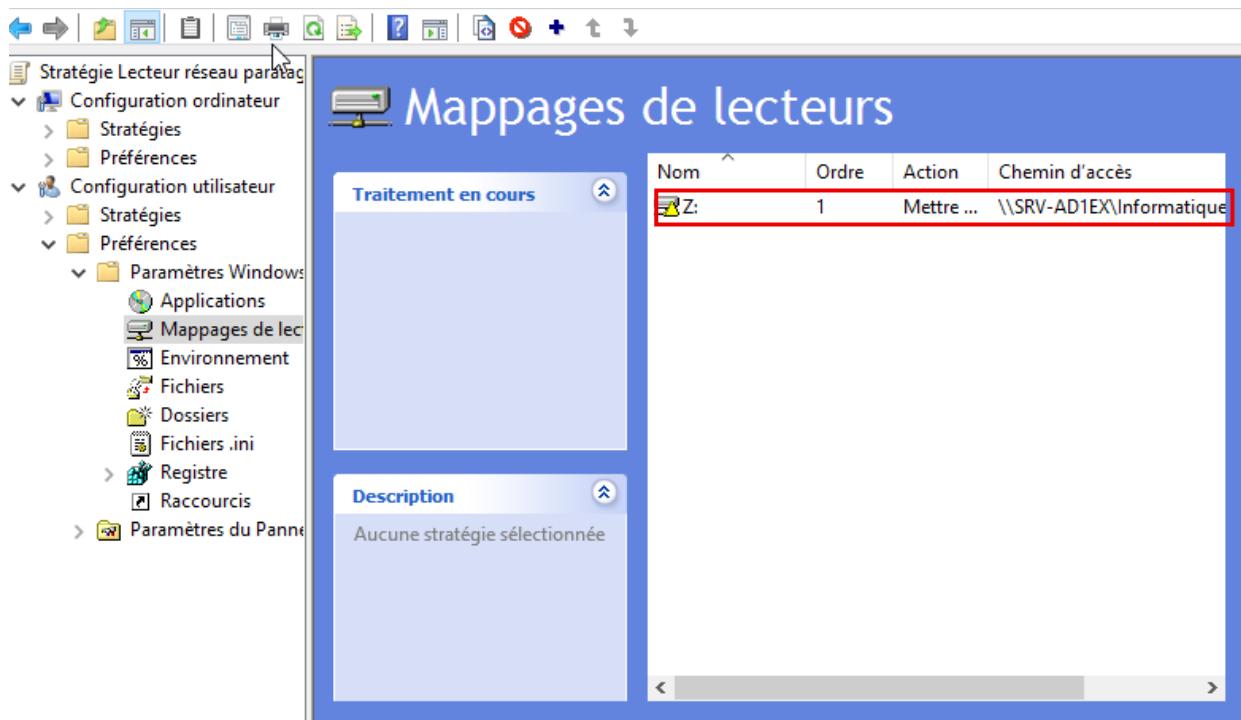 Stratégie Lecteur réseau paratag
Configuration ordinateur
Stratégies
Préférences
Configuration utilisateur
Stratégies
Préférences
Paramètres Windows
Applications
Mappages de lec
Environnement
Fichiers
Dossiers
Fichiers .ini
Registre
Raccourcis
Paramètres du Panne
Mappages de lecteurs
Traitement en cours
Description
Aucune stratégie sélectionnée
Nom Ordre Action Chemin d'accès
Z: 1 Mettre ... \\SRV-AD1EX\Informatique